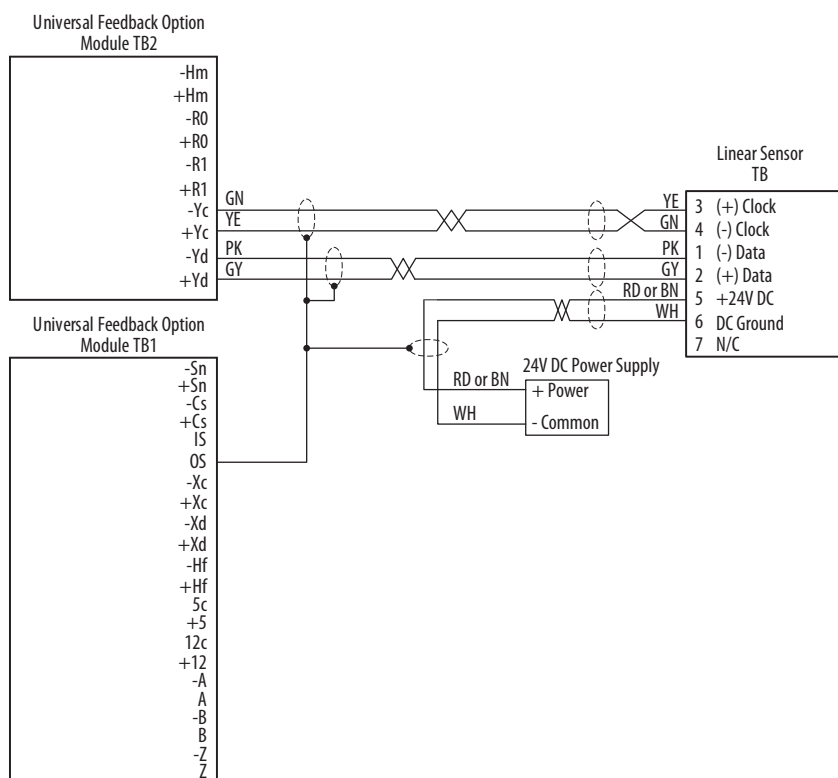 Universal Feedback Option
Module TB2
-Hm
+Hm
-R0
+R0
-R1
+R1
-Yc
+Yc
-Yd
+Yd
GN
YE
PK
GY
Linear Sensor
TB
YE 3 (+) Clock
GN 4 (-) Clock
PK 1 (-) Data
GY 2 (+) Data
RD or BN 5 +24V DC
WH 6 DC Ground
7 N/C
24V DC Power Supply
RD or BN + Power
WH - Common
Universal Feedback Option
Module TB1
-Sn
+Sn
-Cs
+Cs
IS
OS
-Xc
+Xc
-Xd
+Xd
-Hf
+Hf
5c
+5
12c
+12
-A
A
-B
B
-Z
Z